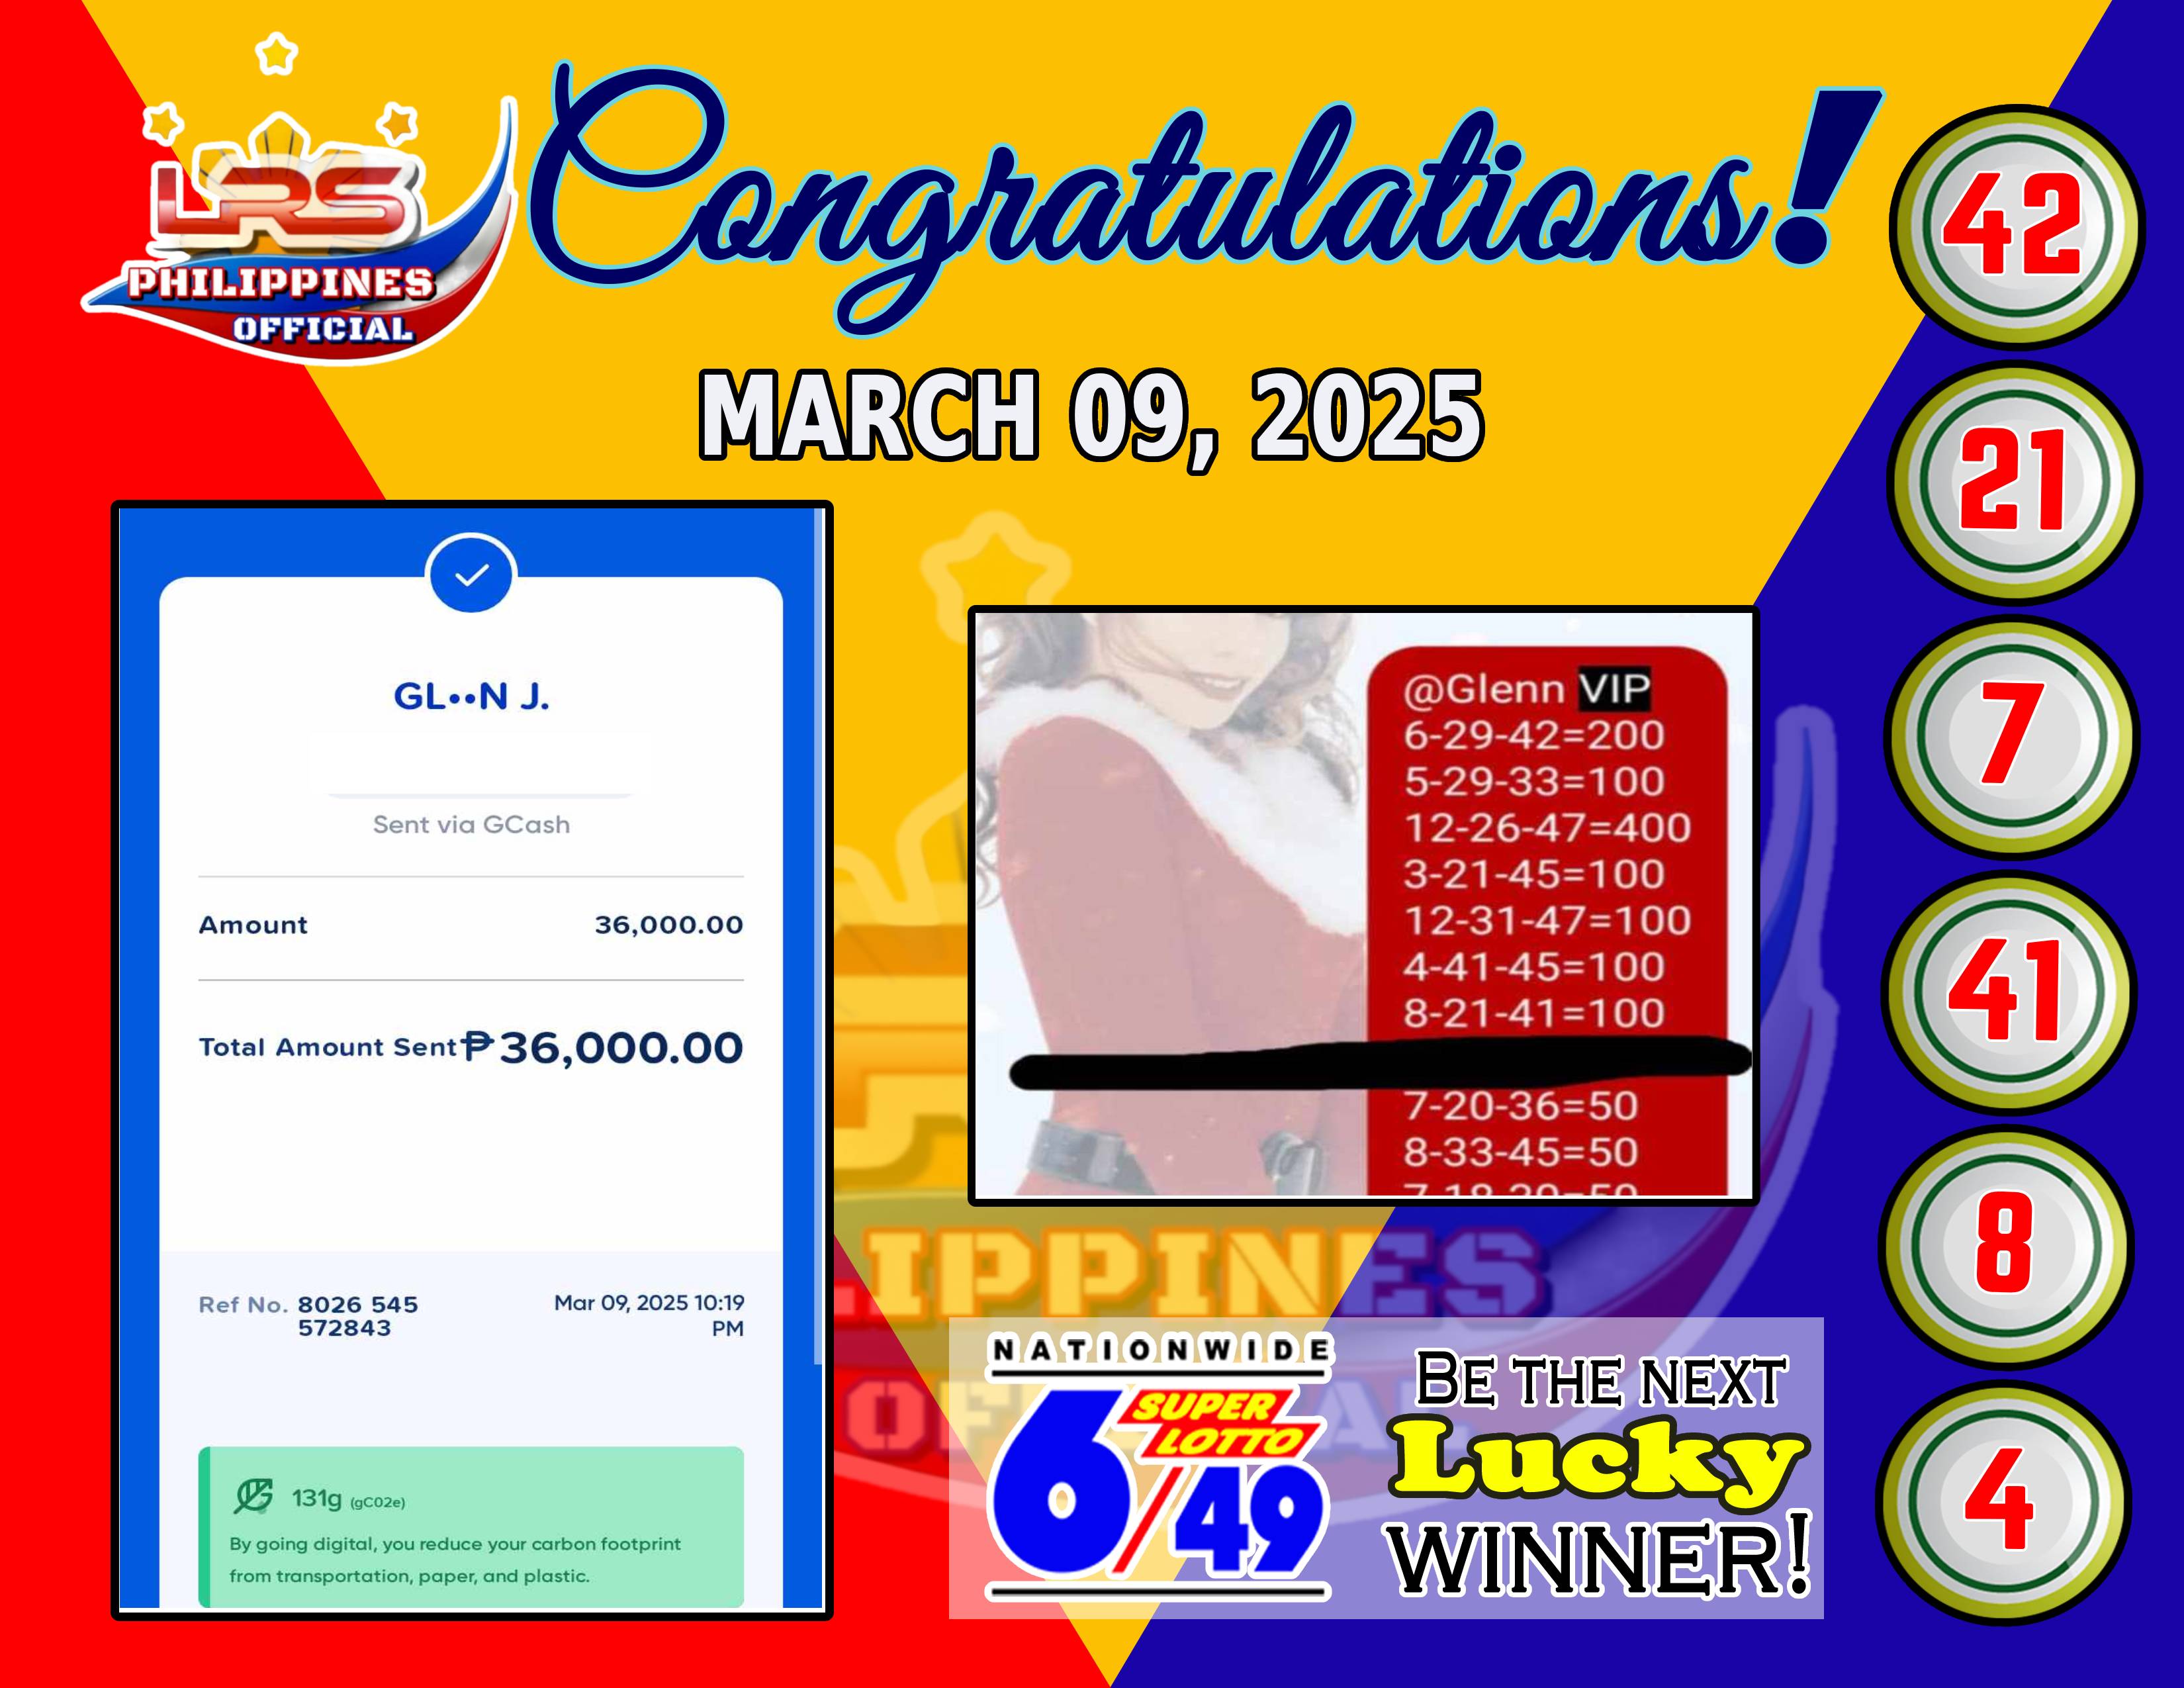 LRS
PHILIPPINES
OFFICIAL
Congratulations!
MARCH 09, 2025
GL••N J.
Sent via GCash
Amount 36,000.00
Total Amount Sent ₱36,000.00
Ref No. 8026 545
572843
Mar 09, 2025 10:19
PM
131g (gC02e)
By going digital, you reduce your carbon footprint
from transportation, paper, and plastic.
@Glenn VIP
6-29-42=200
5-29-33=100
12-26-47=400
3-21-45=100
12-31-47=100
4-41-45=100
8-21-41=100
7-20-36=50
8-33-45=50
NATIONWIDE
6/49
SUPER
LOTTO
BE THE NEXT
Lucky
WINNER!
42
21
7
41
8
4